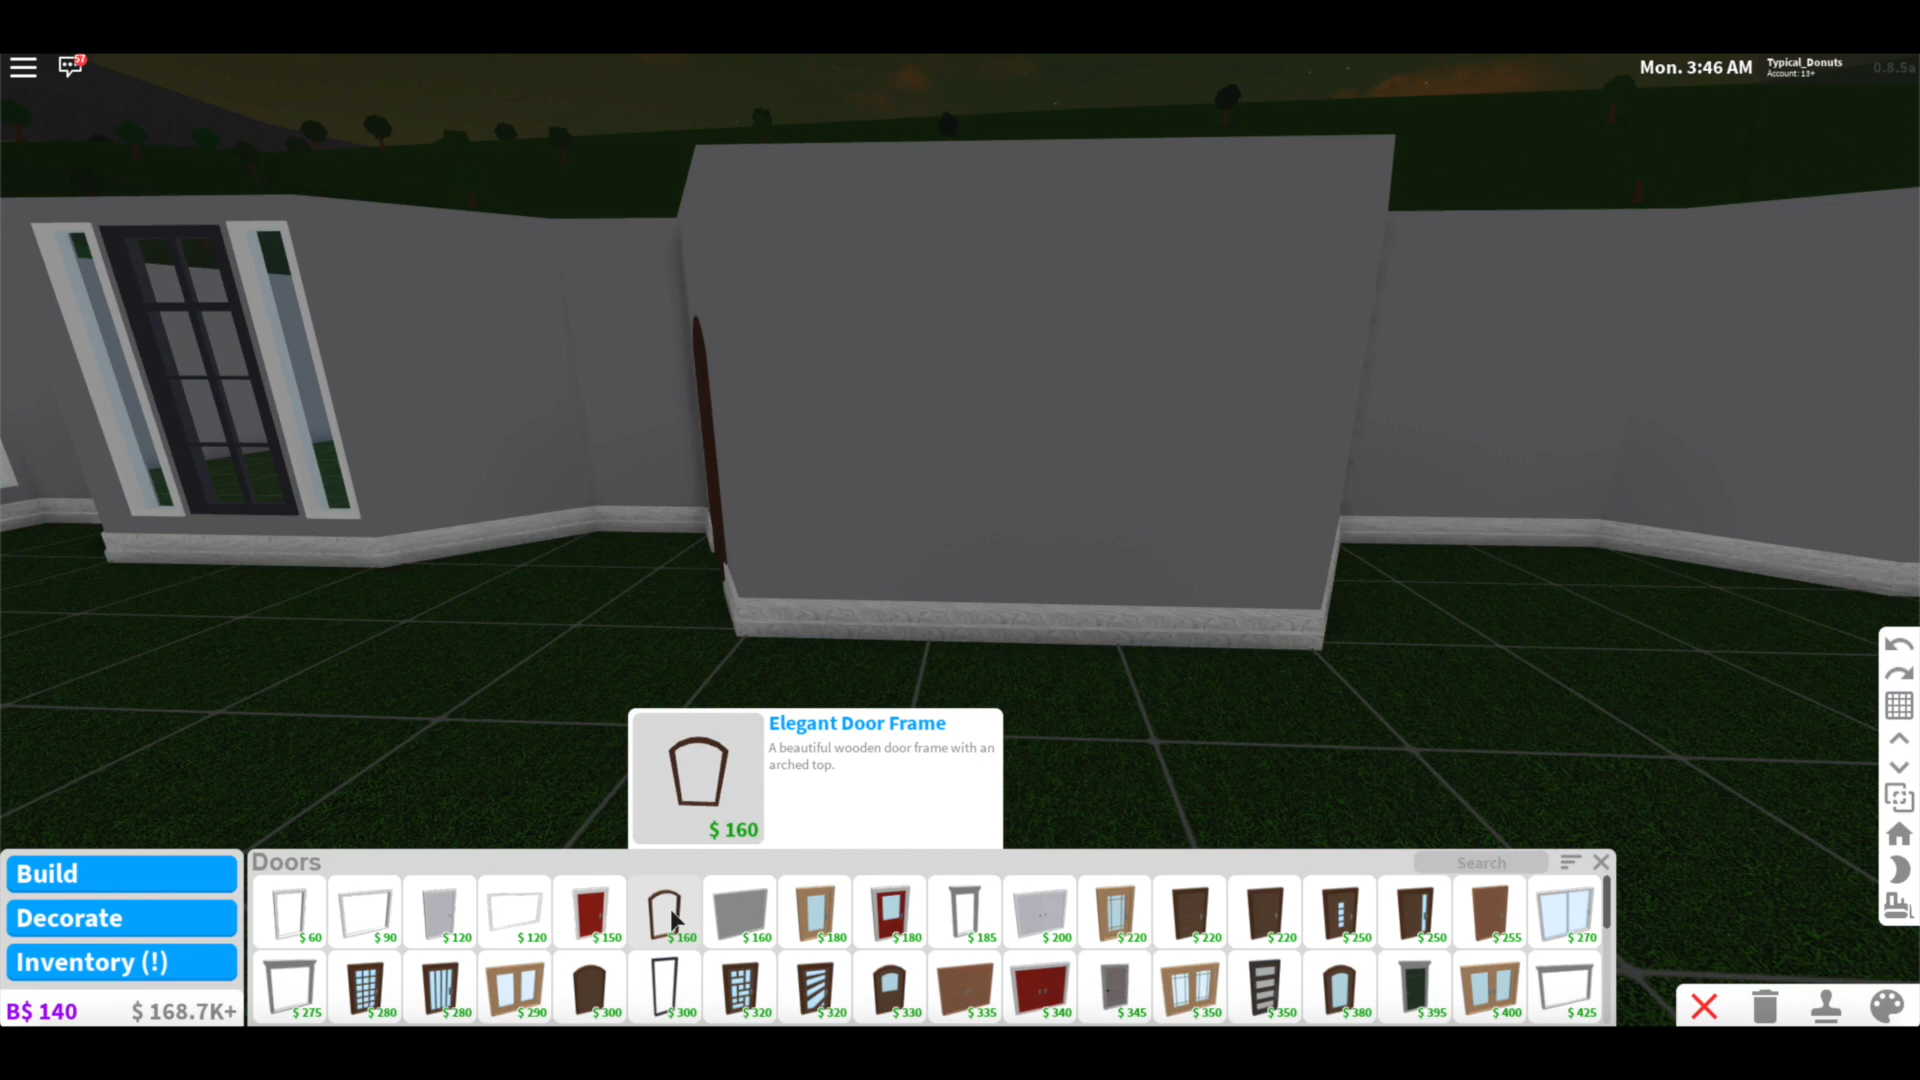 57
Mon. 3:46 AM
Typical_Donuts
Account: 13+
0.8.5a
Elegant Door Frame
A beautiful wooden door frame with an
arched top.
$ 160
Build
Decorate
Inventory (!)
B$ 140
$ 168.7K+
Doors
Search
$ 60
$ 90
$ 120
$ 120
$ 150
$ 160
$ 160
$ 180
$ 180
$ 185
$ 200
$ 220
$ 220
$ 220
$ 250
$ 250
$ 255
$ 270
$ 275
$ 280
$ 280
$ 290
$ 300
$ 300
$ 320
$ 320
$ 330
$ 335
$ 340
$ 345
$ 350
$ 350
$ 380
$ 395
$ 400
$ 425